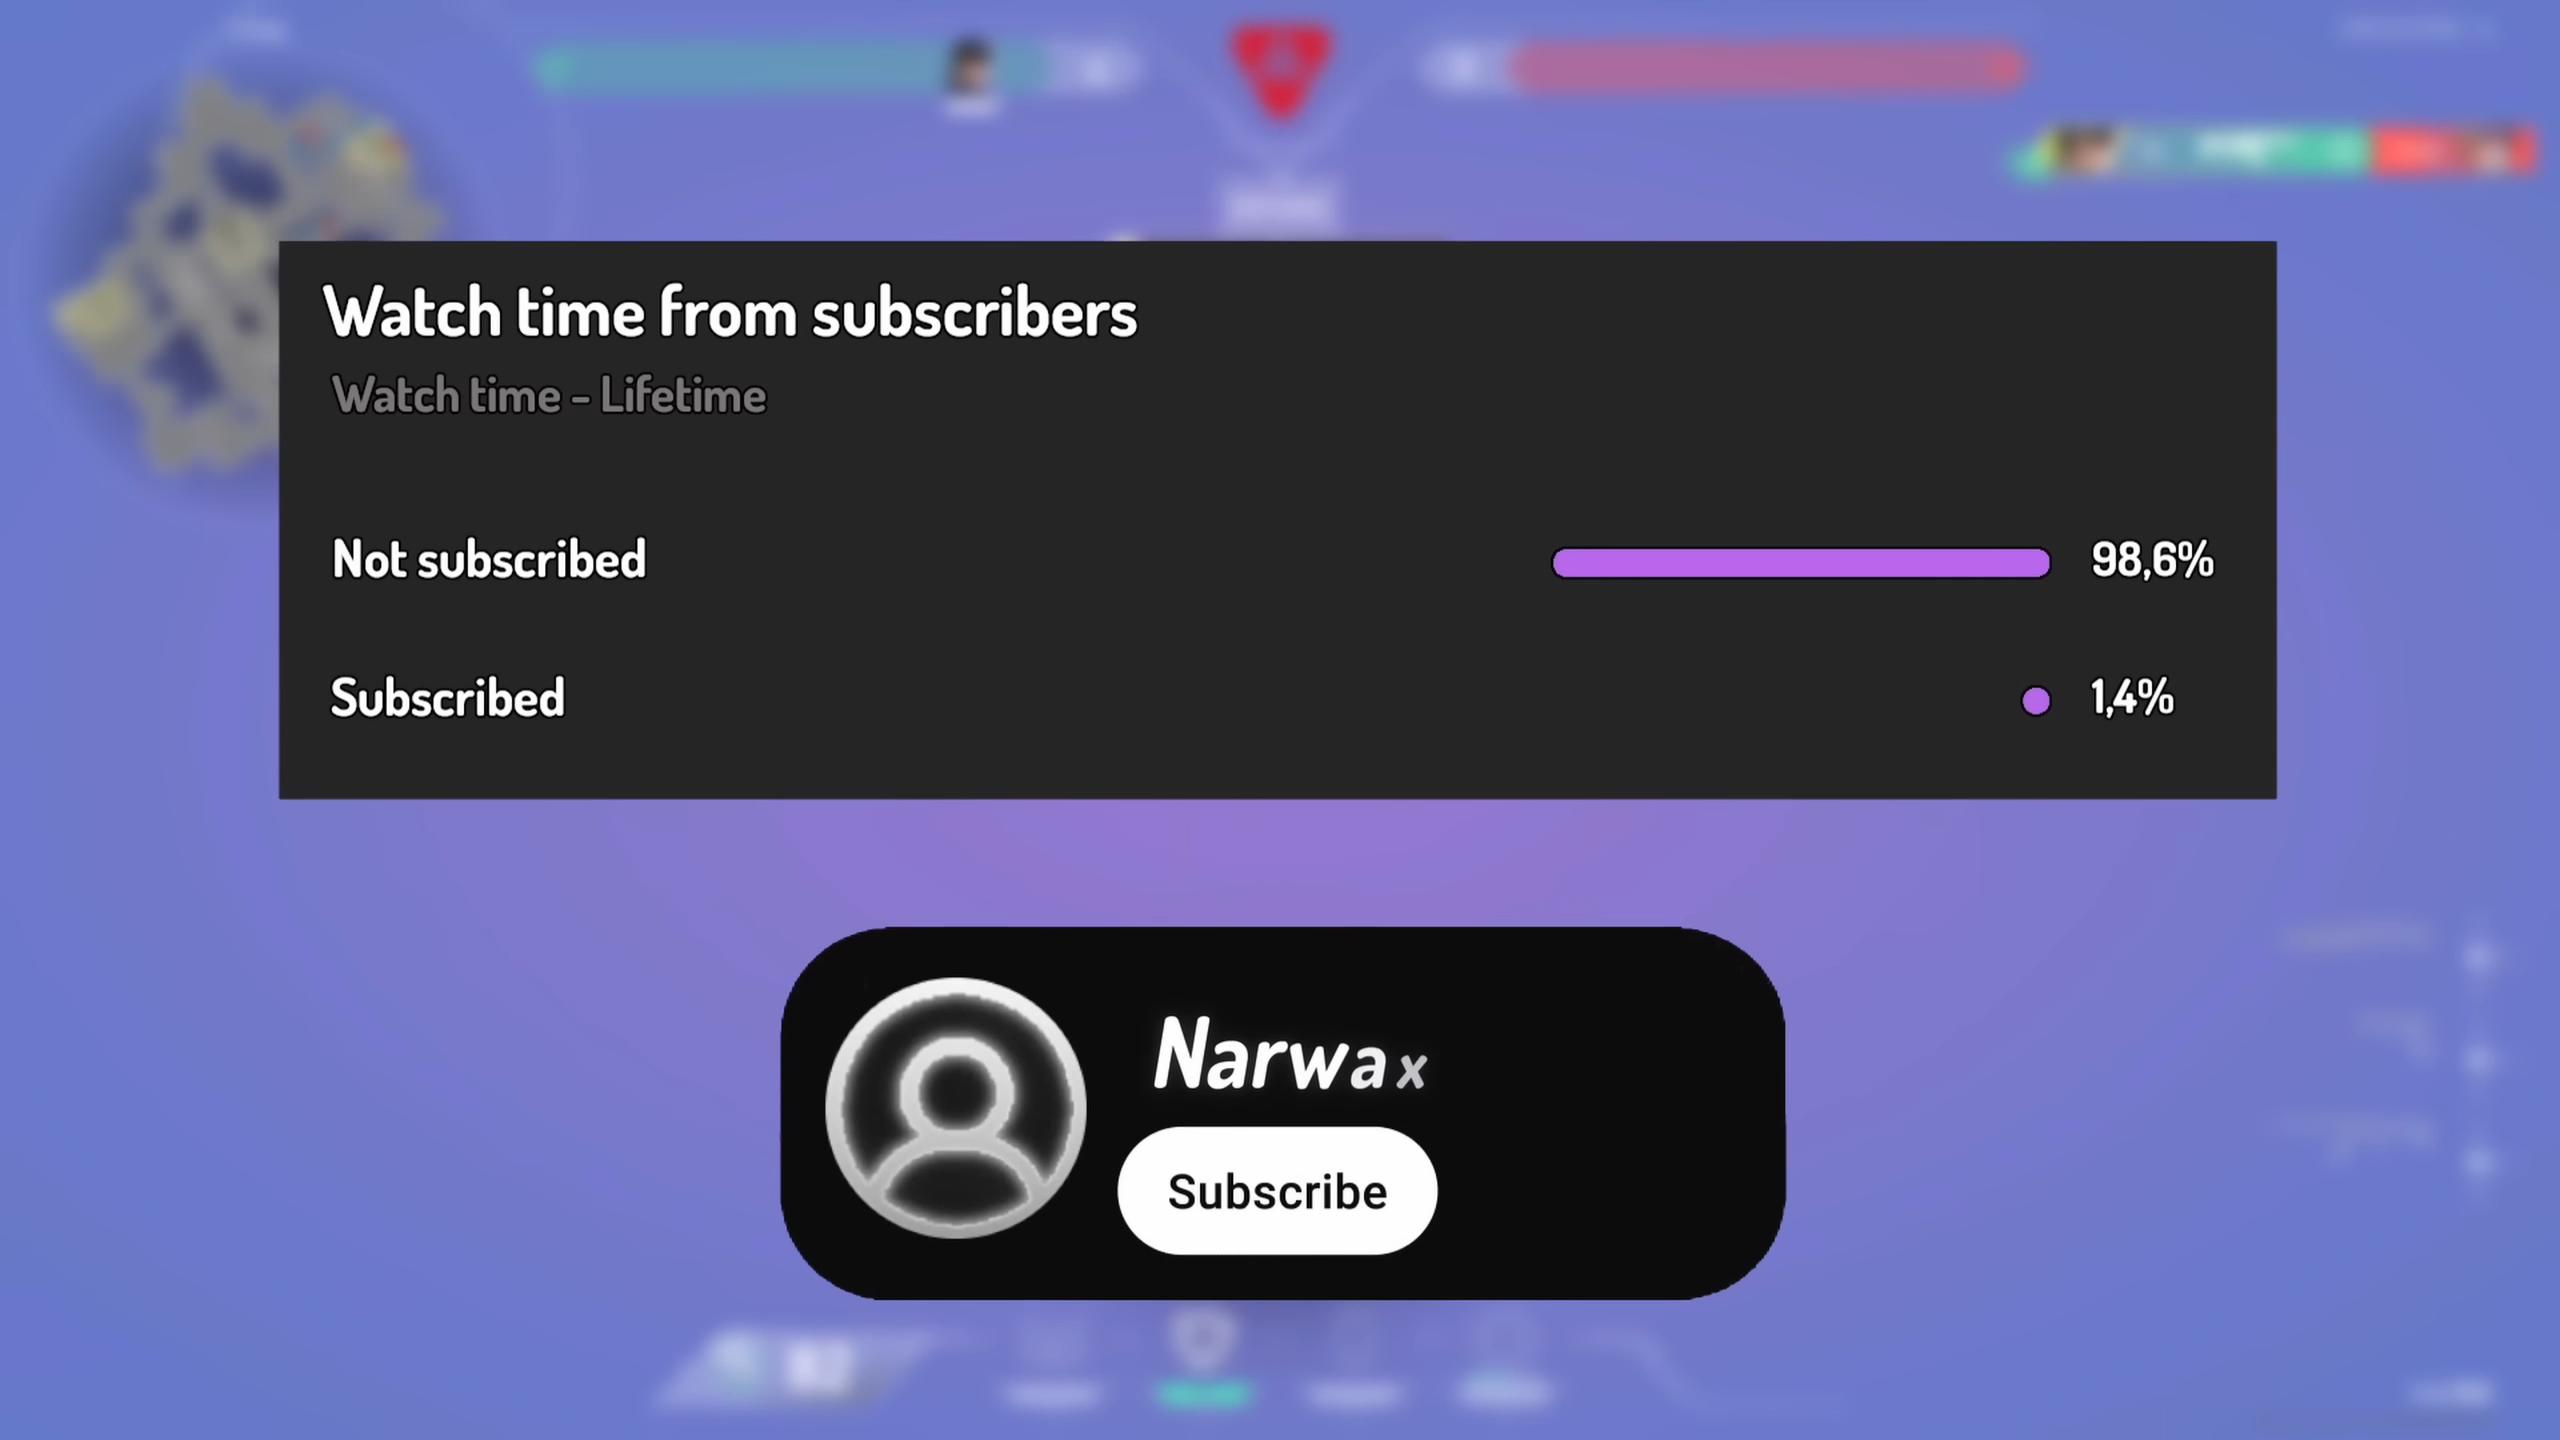 Watch time from subscribers
Watch time - Lifetime
Not subscribed 98,6%
Subscribed 1,4%
Narwax
Subscribe